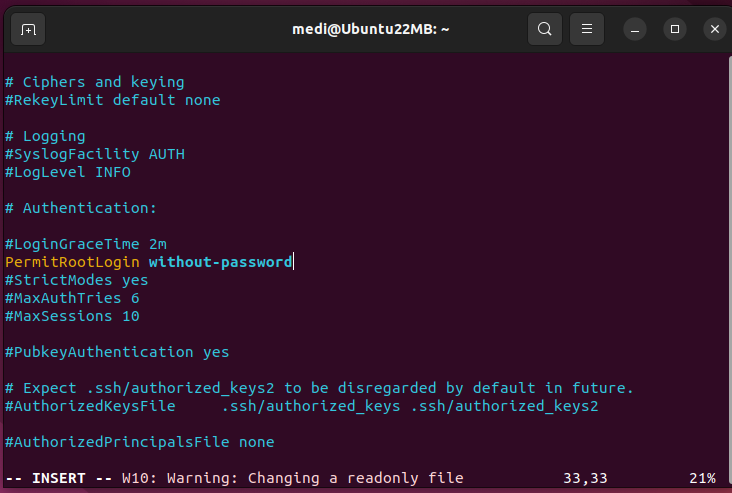 medi@Ubuntu22MB: ~
# Ciphers and keying
#RekeyLimit default none
# Logging
#SyslogFacility AUTH
#LogLevel INFO
# Authentication:
#LoginGraceTime 2m
PermitRootLogin without-password
#StrictModes yes
#MaxAuthTries 6
#MaxSessions 10
#PubkeyAuthentication yes
# Expect .ssh/authorized_keys2 to be disregarded by default in future.
#AuthorizedKeysFile     .ssh/authorized_keys .ssh/authorized_keys2
#AuthorizedPrincipalsFile none
-- INSERT -- W10: Warning: Changing a readonly file           33,33         21%